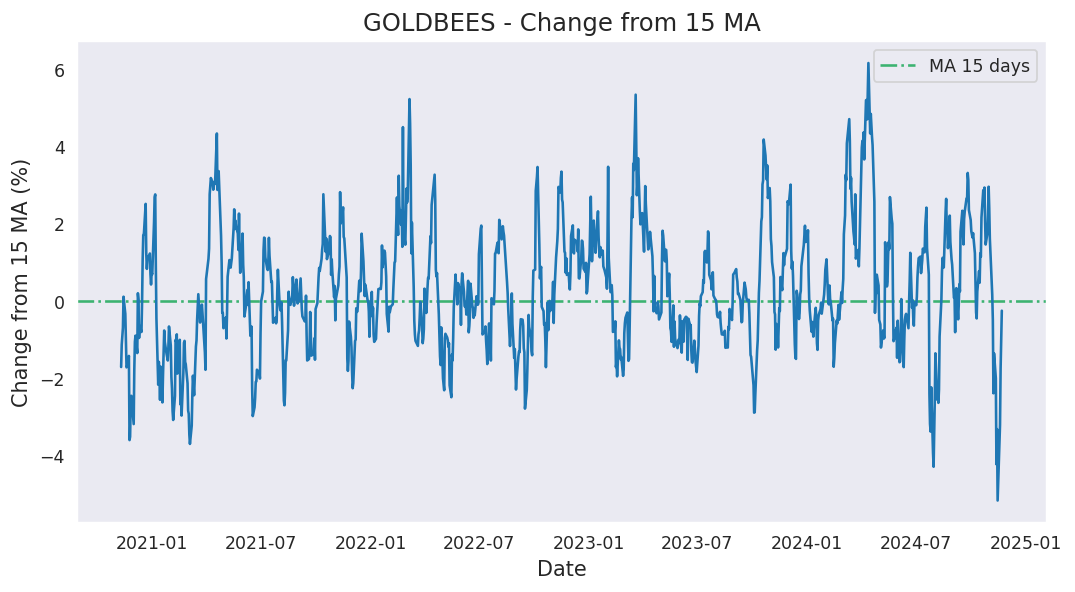 GOLDBEES - Change from 15 MA
MA 15 days
Change from 15 MA (%)
6
4
2
0
−2
−4
2021-01 2021-07 2022-01 2022-07 2023-01 2023-07 2024-01 2024-07 2025-01
Date